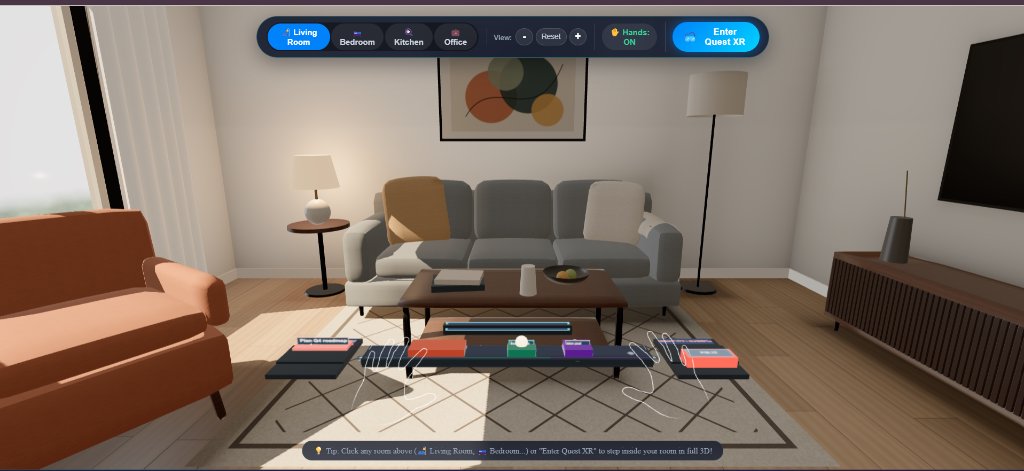 🛋️ Living
Room
🛏️
Bedroom
🍳
Kitchen
💼
Office
View:
-
Reset
+
✋ Hands:
ON
🥽 Enter
Quest XR
Plan Q4 roadmap
💡 Tip: Click any room above (🛋️ Living Room, 🛏️ Bedroom...) or "Enter Quest XR" to step inside your room in full 3D!